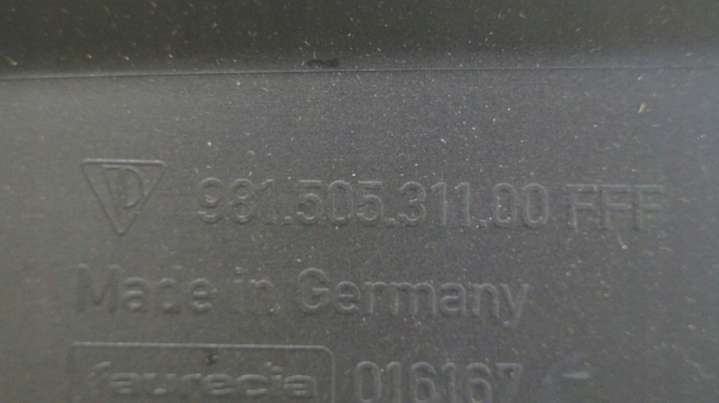 981.505.311.00 FFF
Made in Germany
faurecia 016167